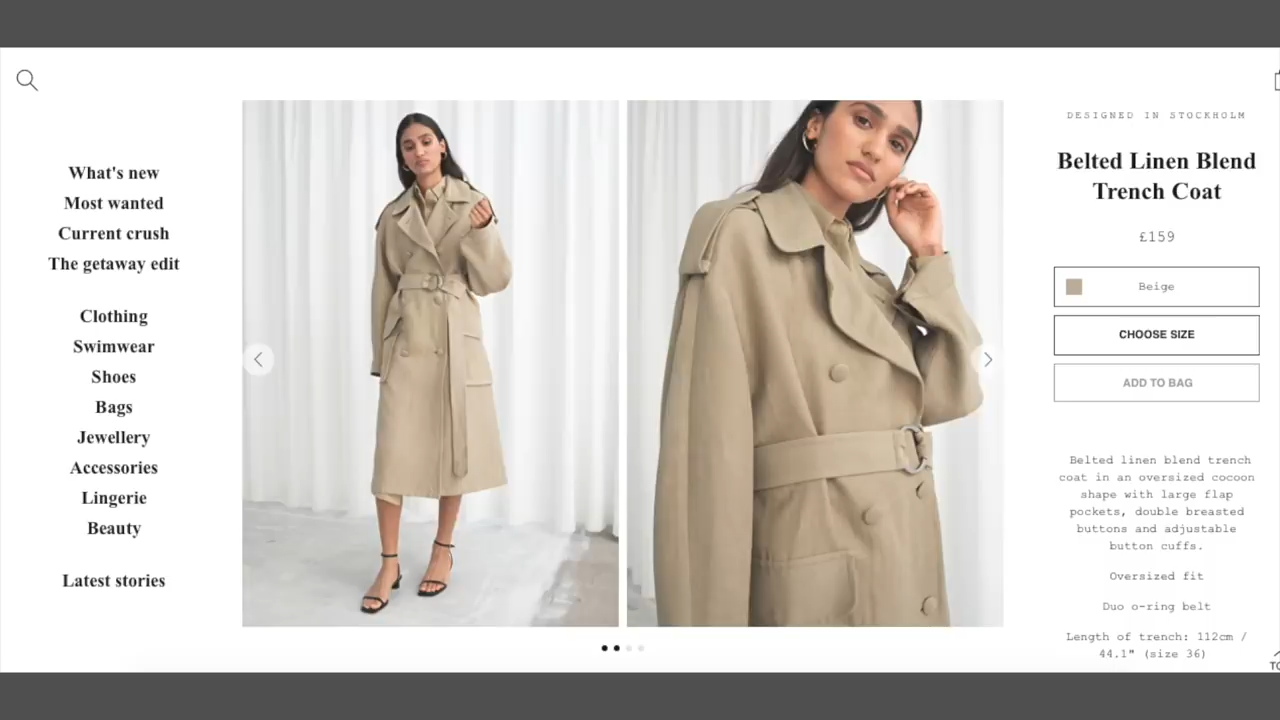 What's new
Most wanted
Current crush
The getaway edit
Clothing
Swimwear
Shoes
Bags
Jewellery
Accessories
Lingerie
Beauty
Latest stories
DESIGNED IN STOCKHOLM
Belted Linen Blend
Trench Coat
£159
Beige
CHOOSE SIZE
ADD TO BAG
Belted linen blend trench
coat in an oversized cocoon
shape with large flap
pockets, double breasted
buttons and adjustable
button cuffs.
Oversized fit
Duo o-ring belt
Length of trench: 112cm /
44.1" (size 36)